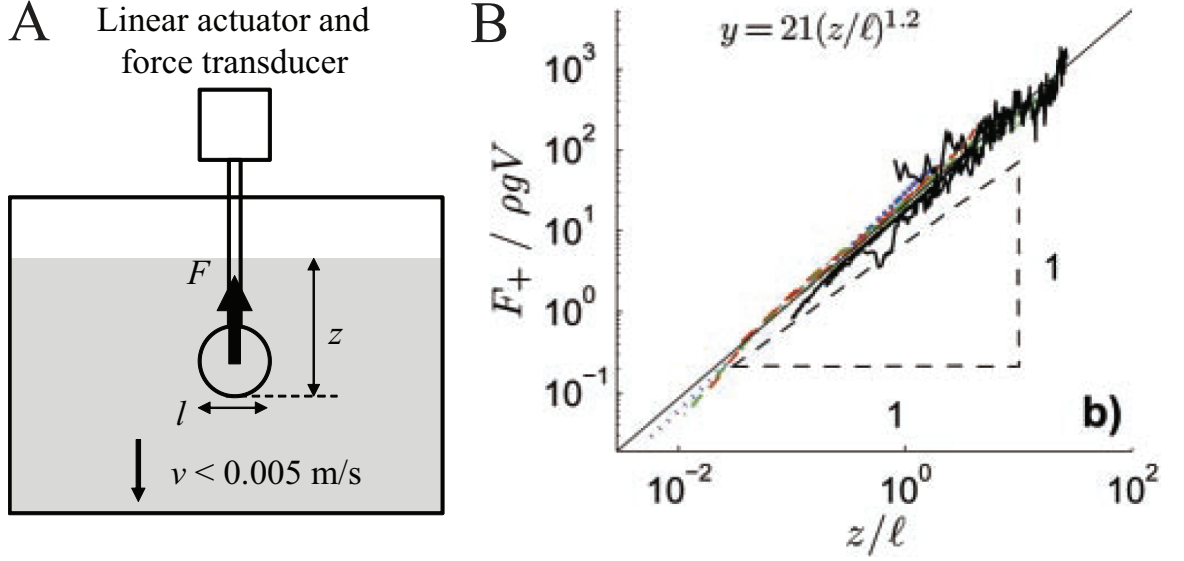 A
Linear actuator and
force transducer
F
z
l
v < 0.005 m/s
B
y = 21(z/ℓ)^1.2
F+ / ρgV
10^3
10^2
10^1
10^0
10^−1
1
1
b)
10^−2
10^0
10^2
z/ℓ